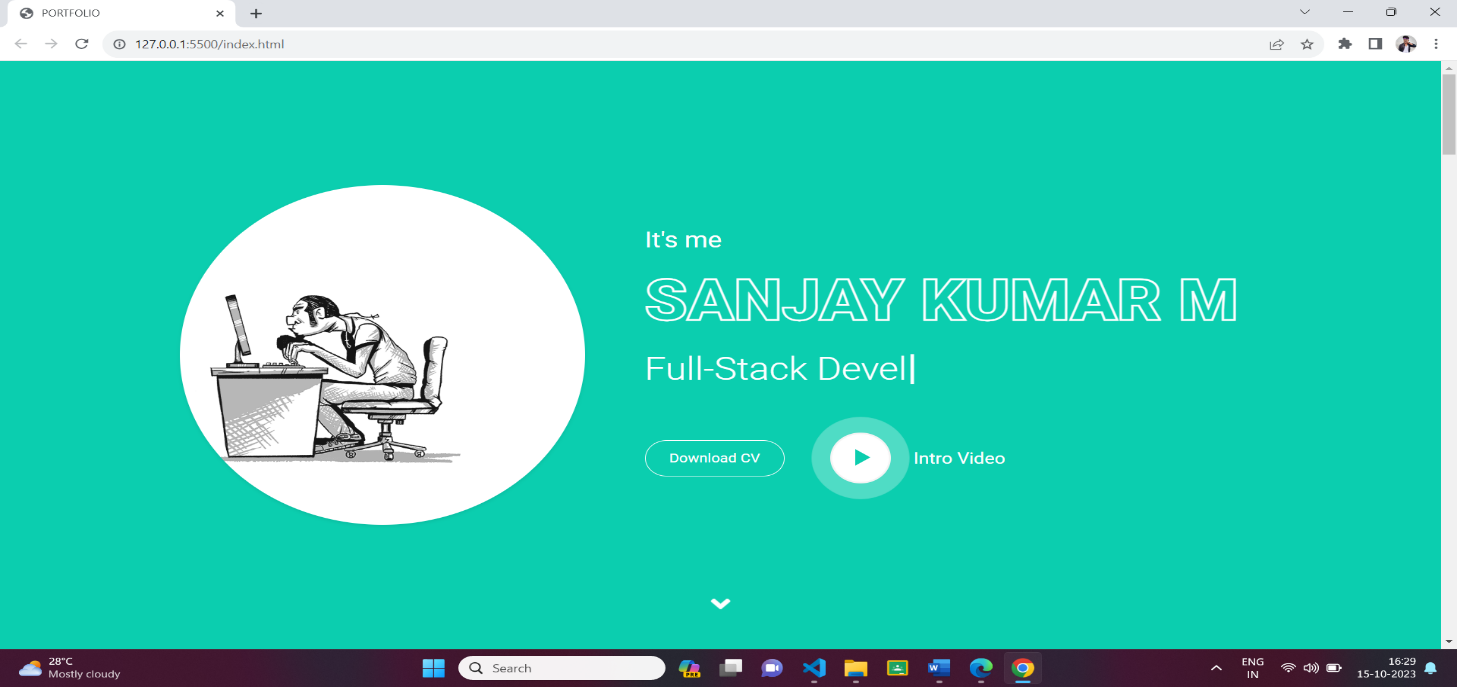 PORTFOLIO
127.0.0.1:5500/index.html
It's me
SANJAY KUMAR M
Full-Stack Devel|
Download CV
Intro Video
28°C
Mostly cloudy
Search
PRE
W
ENG
IN
16:29
15-10-2023